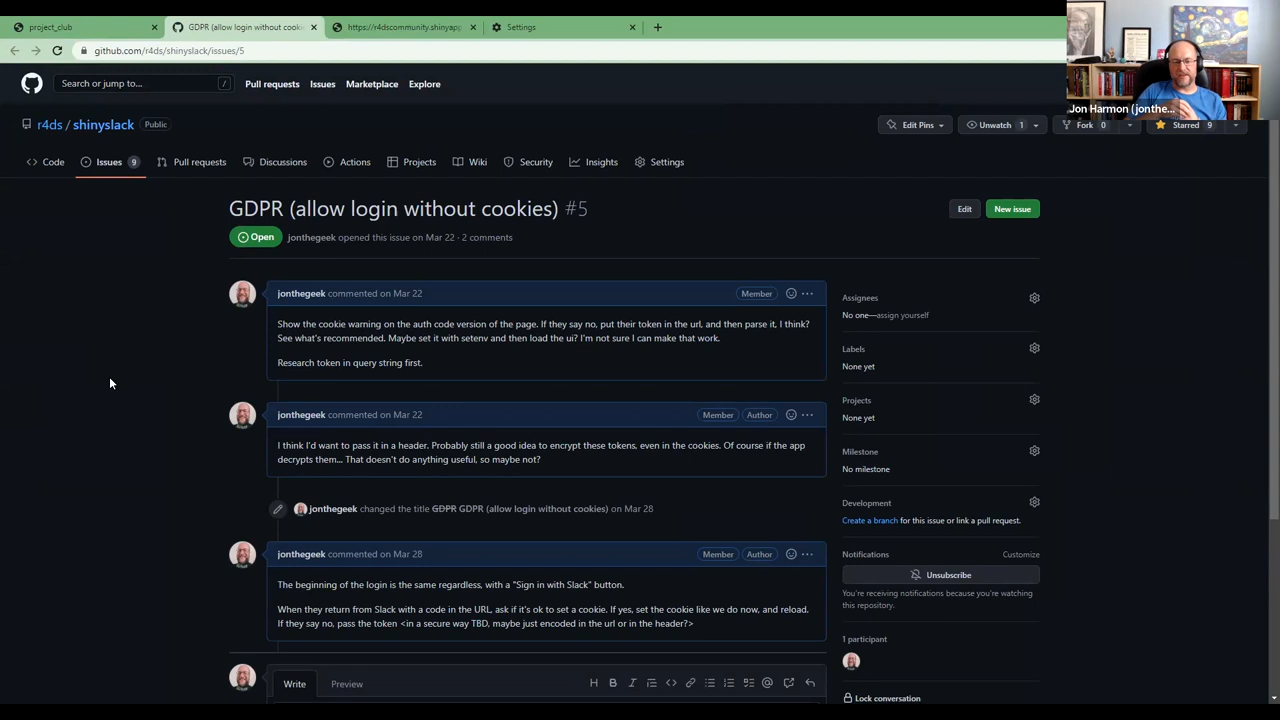 project_club
GDPR (allow login without cookie
https://r4dscommunity.shinyapp
Settings
github.com/r4ds/shinyslack/issues/5
Jon Harmon (jonthe...
Search or jump to...
/
Pull requests
Issues
Marketplace
Explore
r4ds / shinyslack
Public
Edit Pins
Unwatch 1
Fork 0
Starred 9
Code
Issues 9
Pull requests
Discussions
Actions
Projects
Wiki
Security
Insights
Settings
GDPR (allow login without cookies) #5
Edit
New issue
Open
jonthegeek opened this issue on Mar 22 · 2 comments
jonthegeek commented on Mar 22
Member
Show the cookie warning on the auth code version of the page. If they say no, put their token in the url, and then parse it, I think?
See what's recommended. Maybe set it with setenv and then load the ui? I'm not sure I can make that work.
Research token in query string first.
jonthegeek commented on Mar 22
Member
Author
I think I'd want to pass it in a header. Probably still a good idea to encrypt these tokens, even in the cookies. Of course if the app
decrypts them... That doesn't do anything useful, so maybe not?
jonthegeek changed the title GDPR GDPR (allow login without cookies) on Mar 28
jonthegeek commented on Mar 28
Member
Author
The beginning of the login is the same regardless, with a "Sign in with Slack" button.
When they return from Slack with a code in the URL, ask if it's ok to set a cookie. If yes, set the cookie like we do now, and reload.
If they say no, pass the token <in a secure way TBD, maybe just encoded in the url or in the header?>
Write
Preview
Assignees
No one—assign yourself
Labels
None yet
Projects
None yet
Milestone
No milestone
Development
Create a branch for this issue or link a pull request.
Notifications
Customize
Unsubscribe
You're receiving notifications because you're watching
this repository.
1 participant
Lock conversation